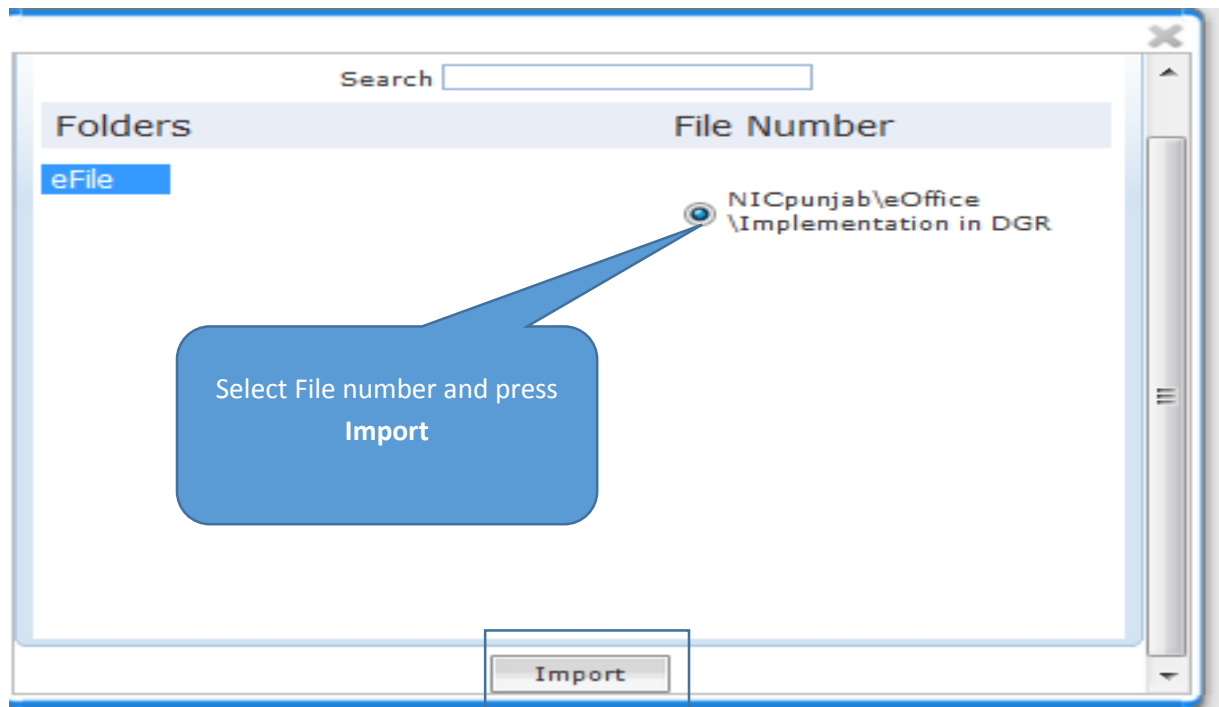 Search
Folders
File Number
eFile
NICpunjab\eOffice
\Implementation in DGR
Select File number and press
Import
Import